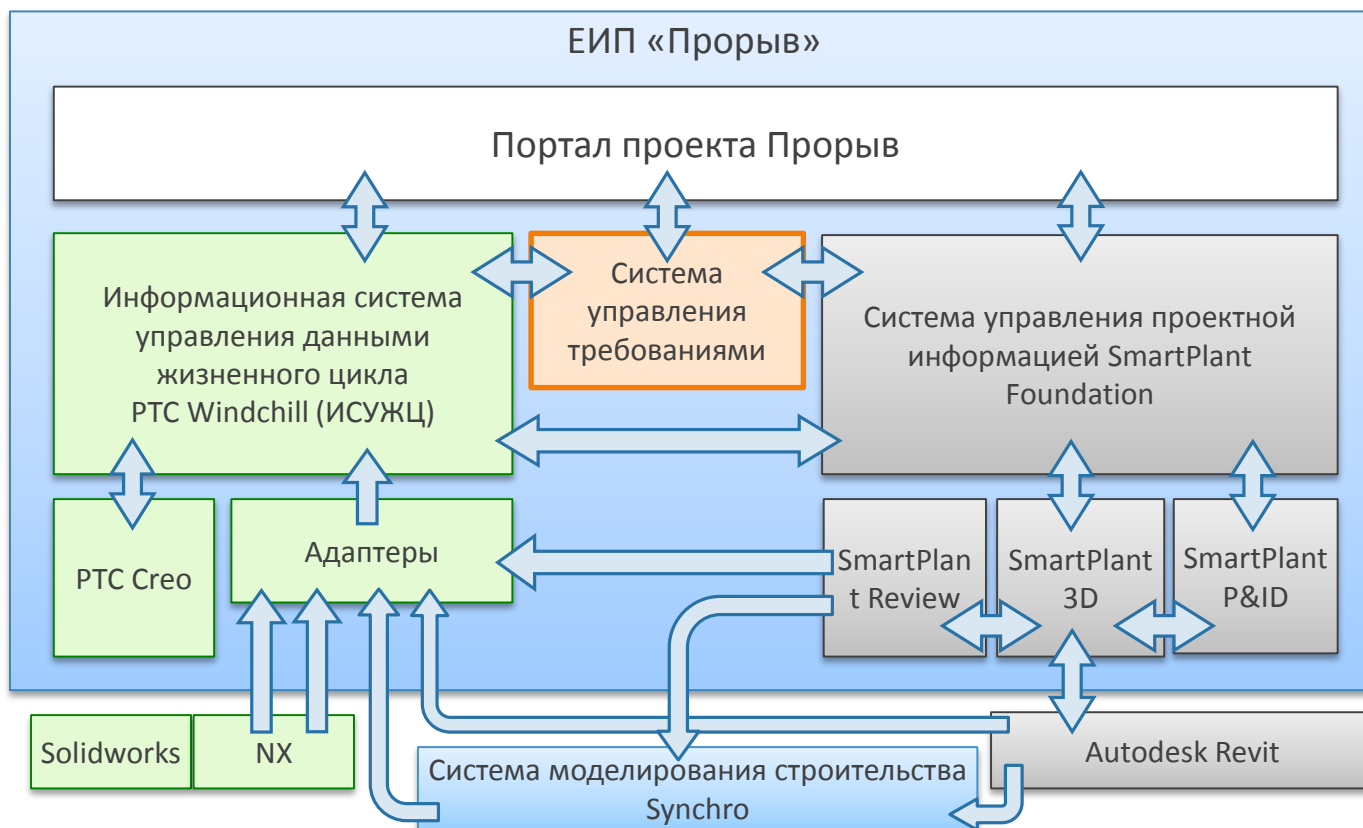 ЕИП «Прорыв»
Портал проекта Прорыв
Информационная система
управления данными
жизненного цикла
PTC Windchill (ИСУЖЦ)
Система
управления
требованиями
Система управления проектной
информацией SmartPlant
Foundation
PTC Creo
Адаптеры
SmartPlan
t Review
SmartPlant
3D
SmartPlant
P&ID
Solidworks
NX
Система моделирования строительства
Synchro
Autodesk Revit